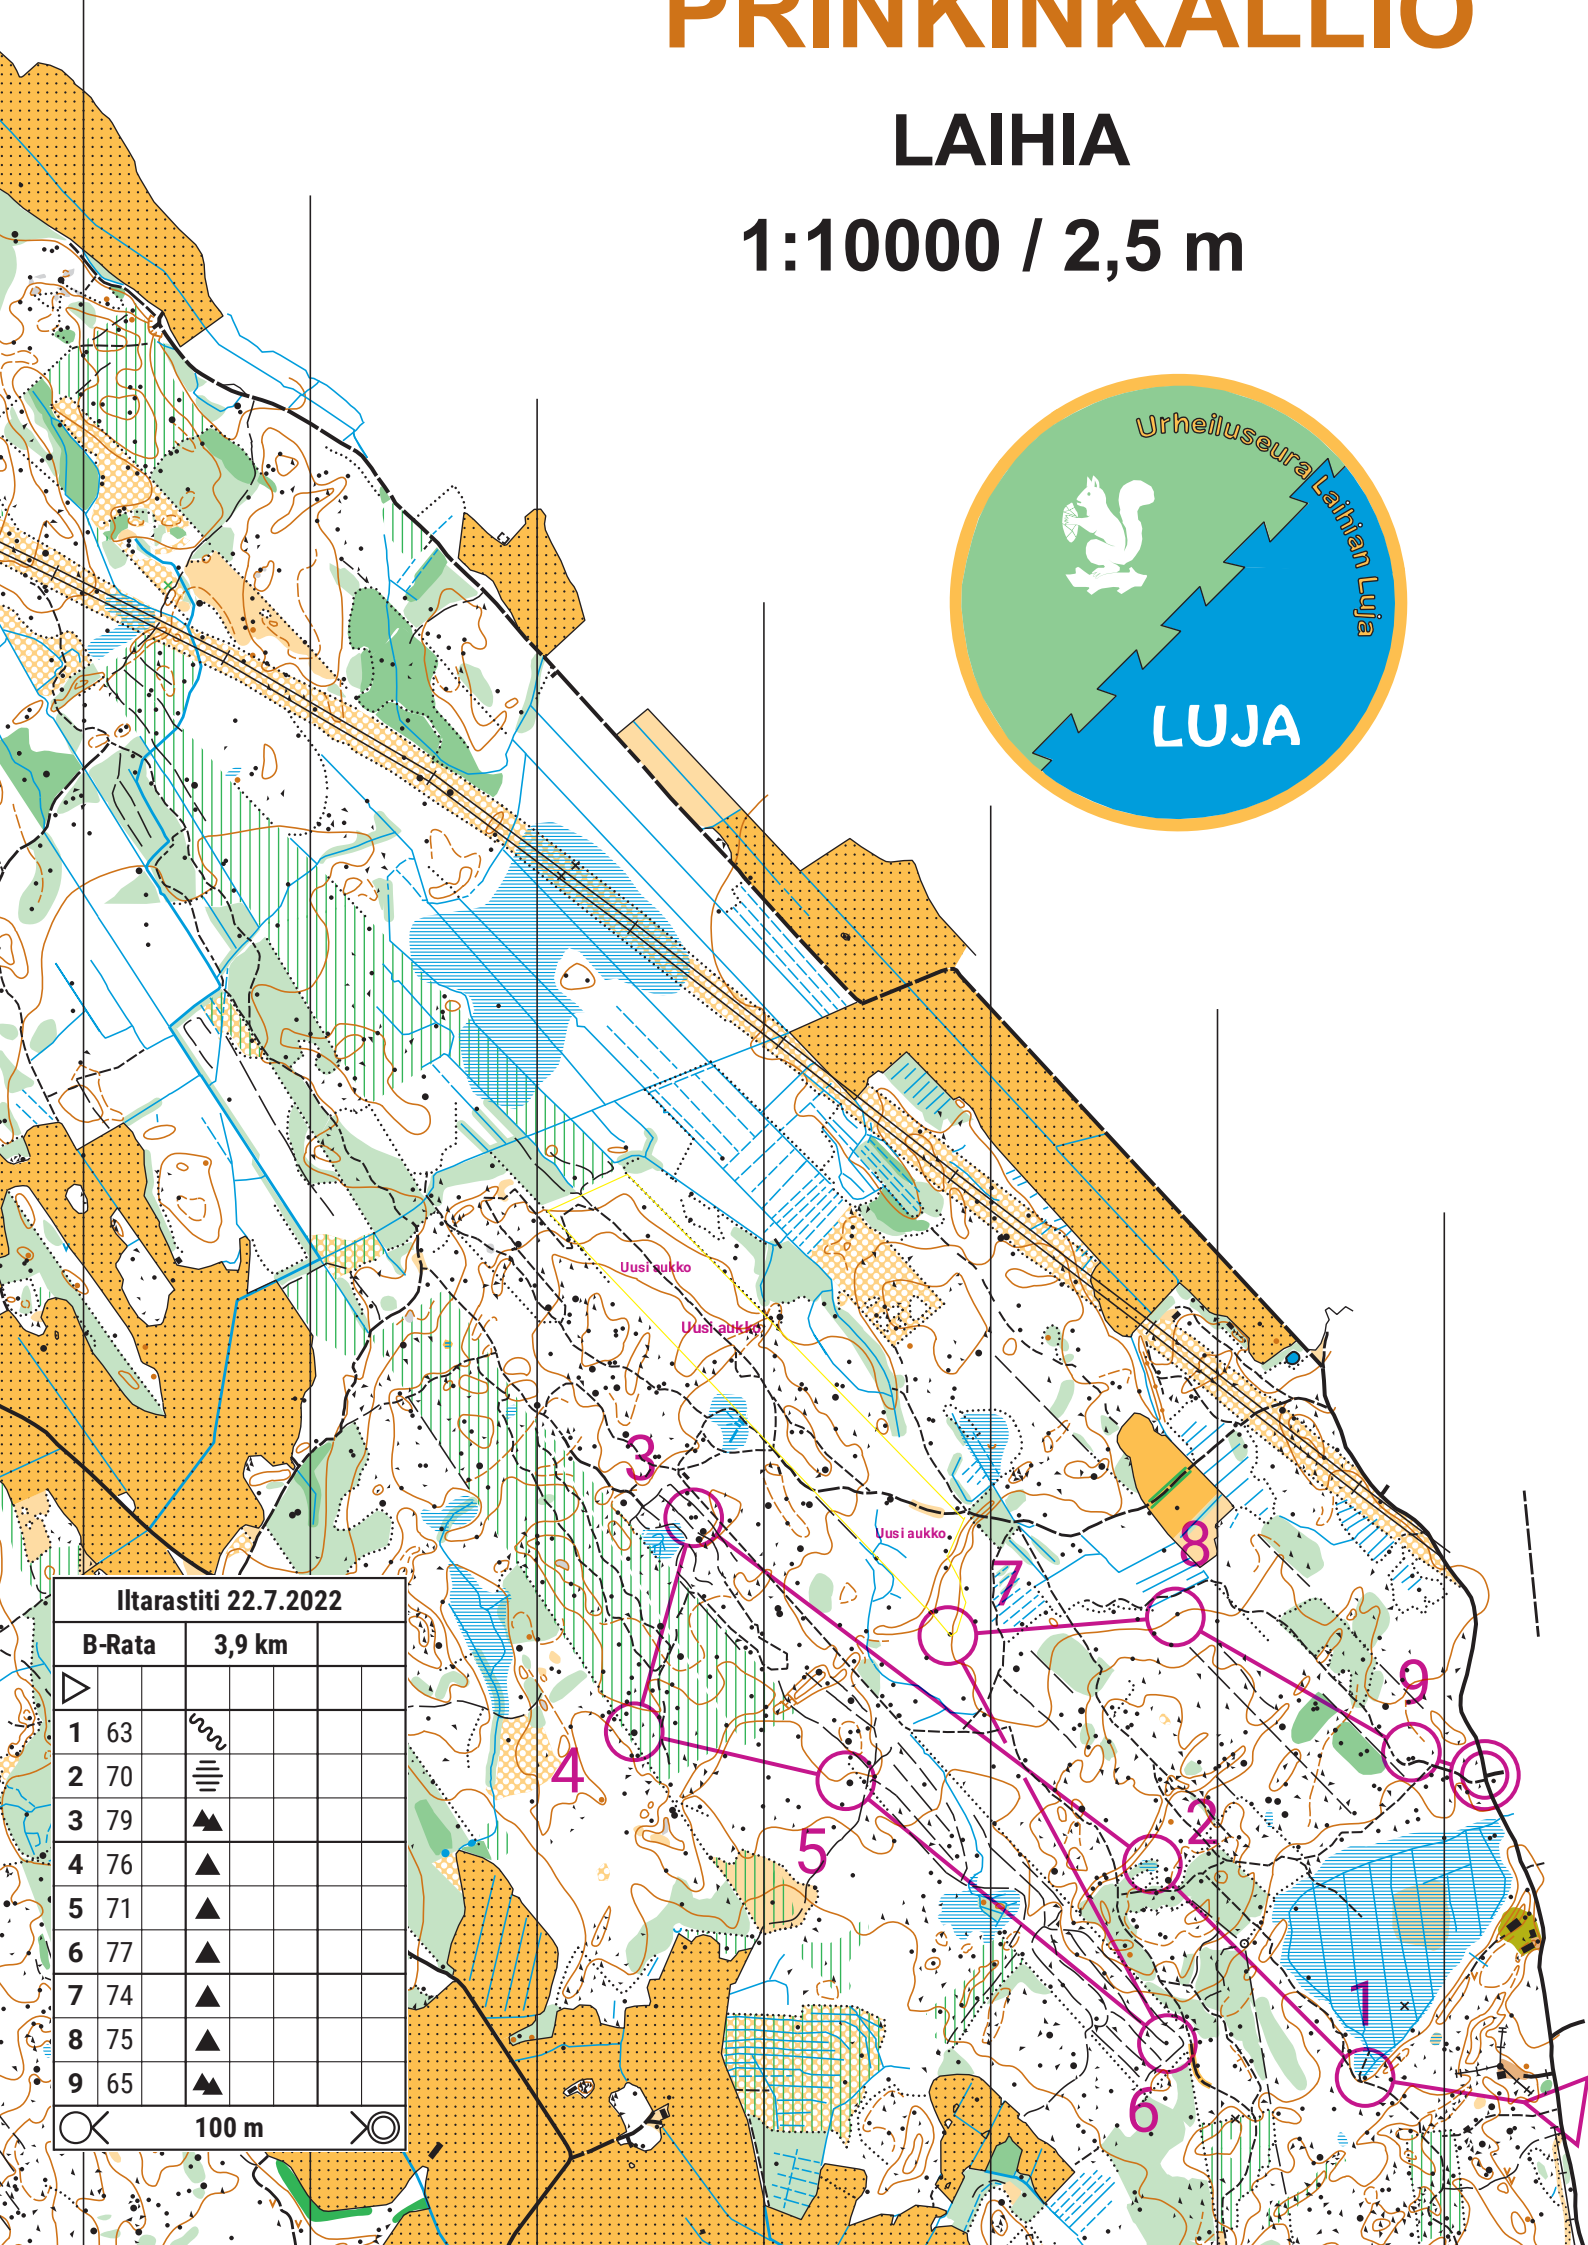 PRINKINKALLIO
LAIHIA
1:10000 / 2,5 m
Urheiluseura Laihian Luja
LUJA
Uusi aukko
Uusi aukko
3
Uusi aukko
8
7
9
4
5
2
1
6
Iltarastiti 22.7.2022
B-Rata 3,9 km
1 63
2 70
3 79
4 76
5 71
6 77
7 74
8 75
9 65
100 m